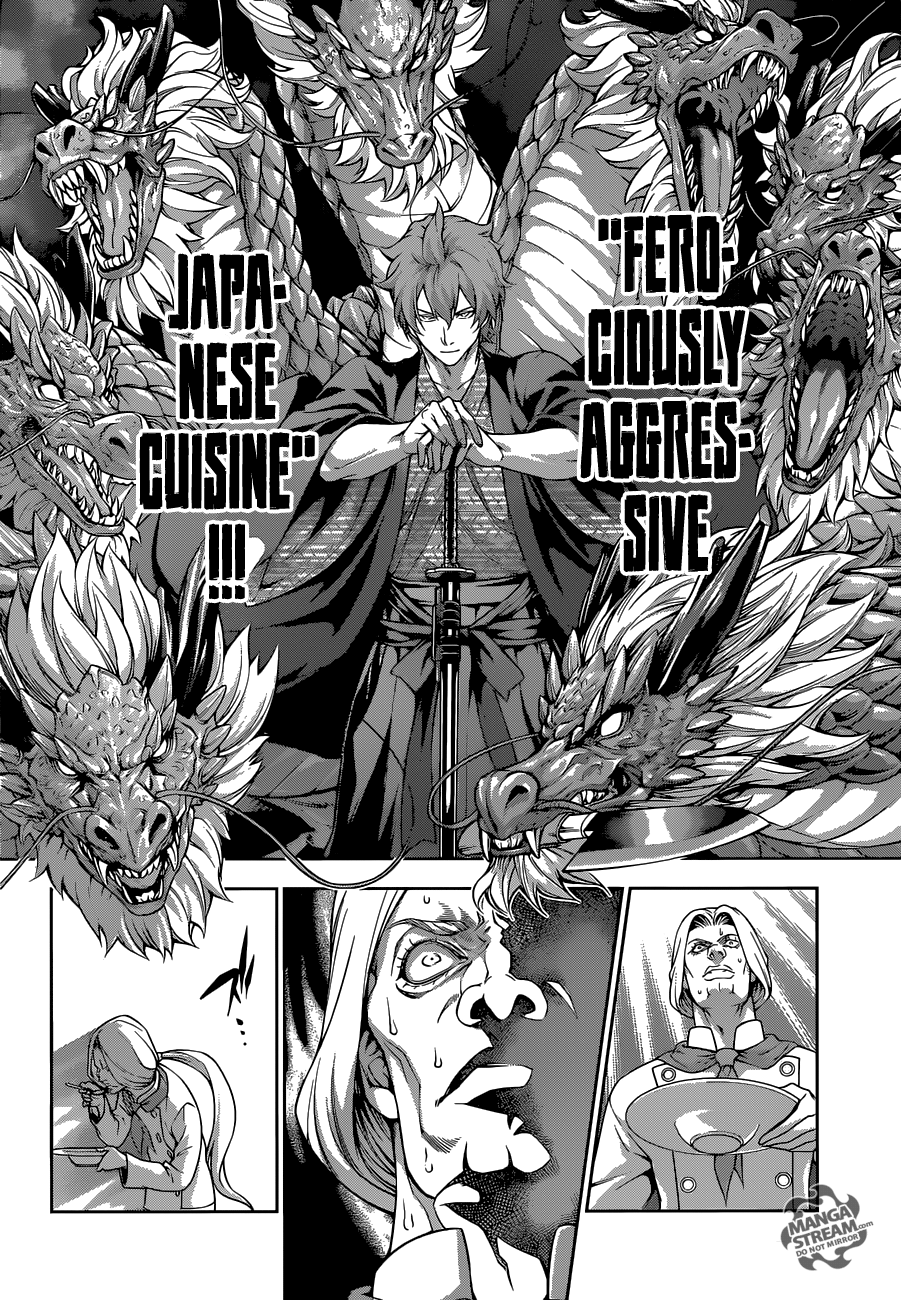 "FERO-
CIOUSLY
AGGRES-
SIVE
JAPA-
NESE
CUISINE"
!!!
MANGA
STREAM.com
DO NOT MIRROR